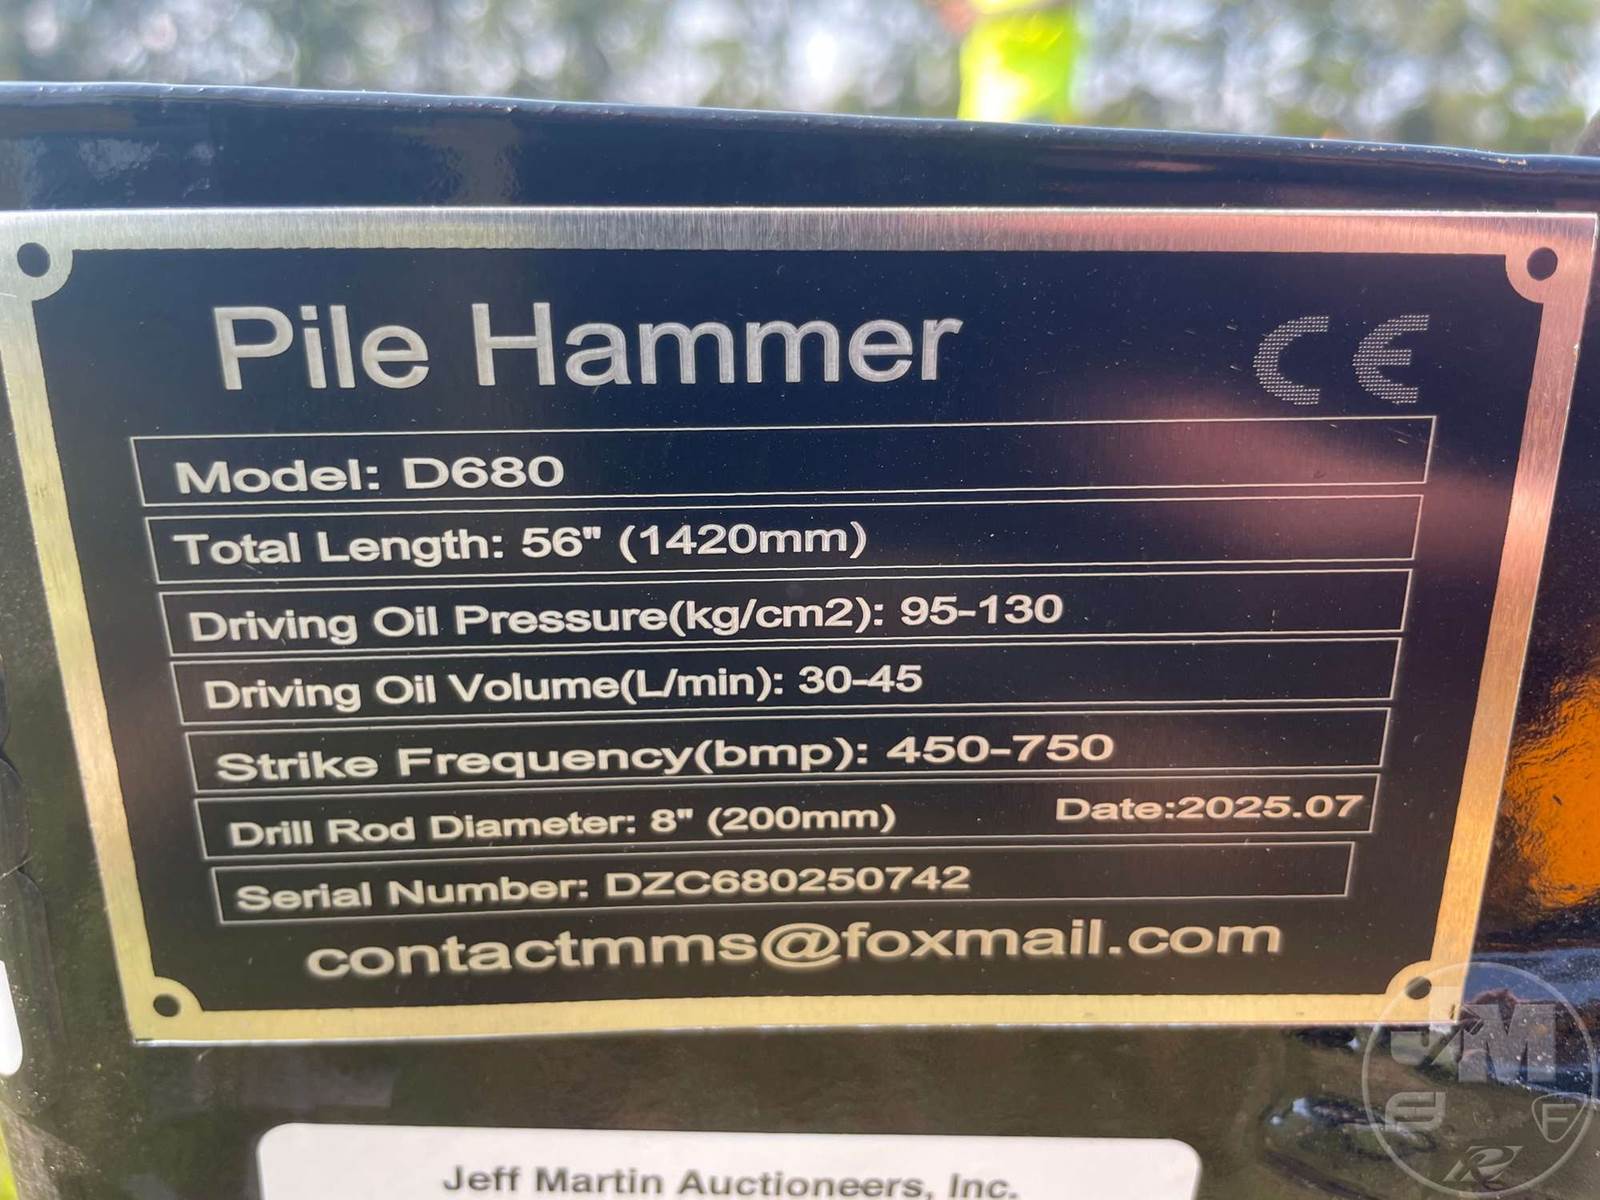 Pile Hammer
CE
Model: D680
Total Length: 56" (1420mm)
Driving Oil Pressure(kg/cm2): 95-130
Driving Oil Volume(L/min): 30-45
Strike Frequency(bmp): 450-750
Drill Rod Diameter: 8" (200mm) Date:2025.07
Serial Number: DZC680250742
contactmms@foxmail.com
Jeff Martin Auctioneers, Inc.
JM